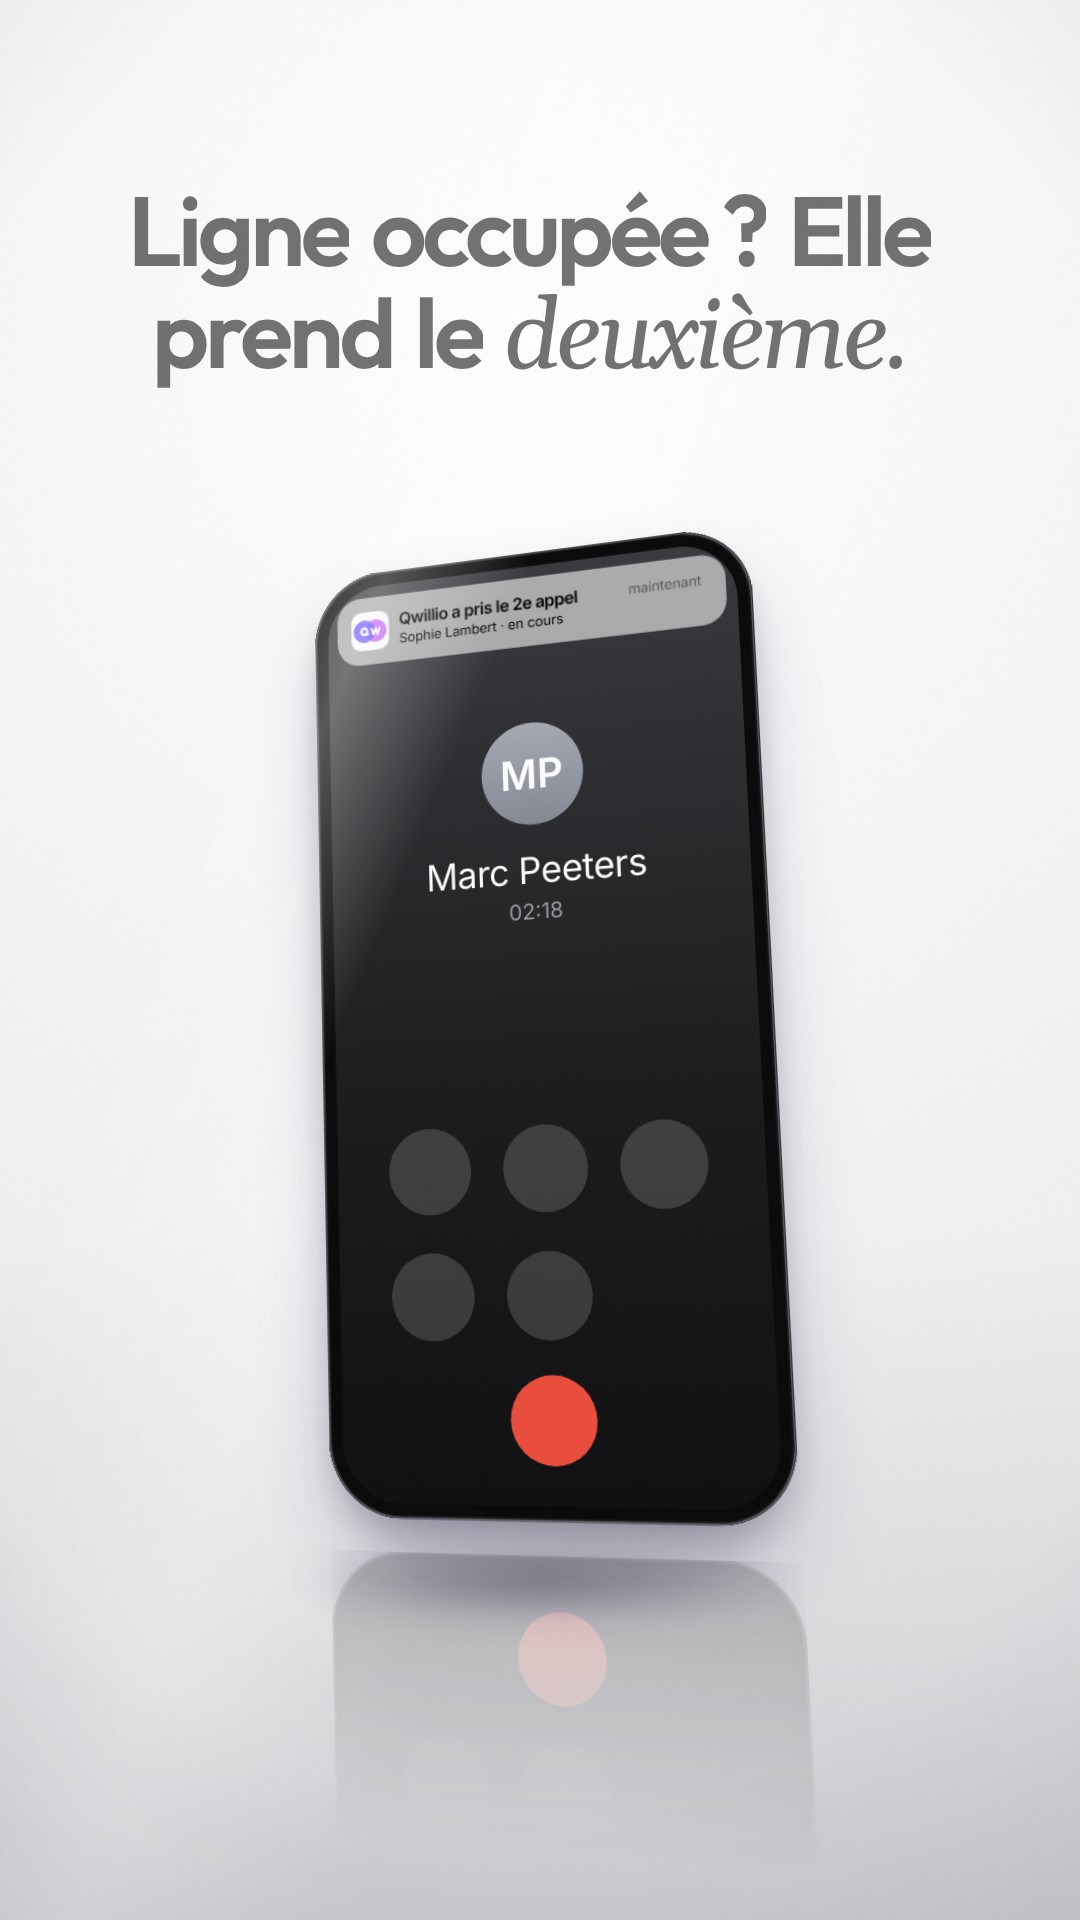 Ligne occupée ? Elle
prend le deuxième.
QW
Qwillio a pris le 2e appel
maintenant
Sophie Lambert · en cours
MP
Marc Peeters
02:18